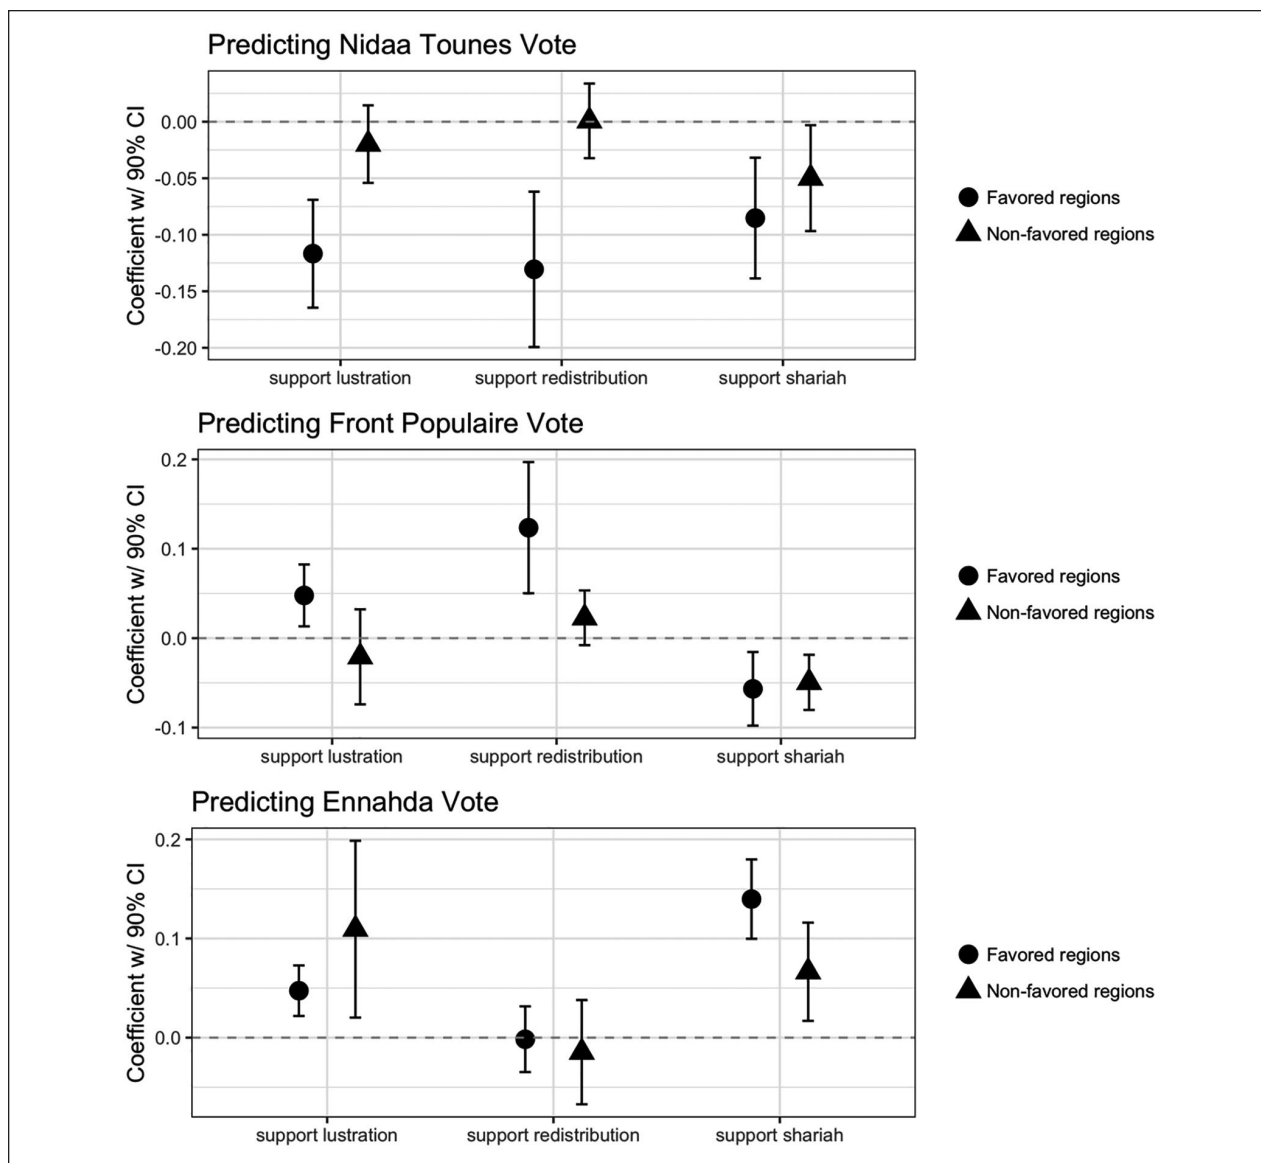 Predicting Nidaa Tounes Vote
Coefficient w/ 90% CI
0.00
-0.05
-0.10
-0.15
-0.20
support lustration support redistribution support shariah
Favored regions
Non-favored regions
Predicting Front Populaire Vote
Coefficient w/ 90% CI
0.2
0.1
0.0
-0.1
support lustration support redistribution support shariah
Favored regions
Non-favored regions
Predicting Ennahda Vote
Coefficient w/ 90% CI
0.2
0.1
0.0
support lustration support redistribution support shariah
Favored regions
Non-favored regions